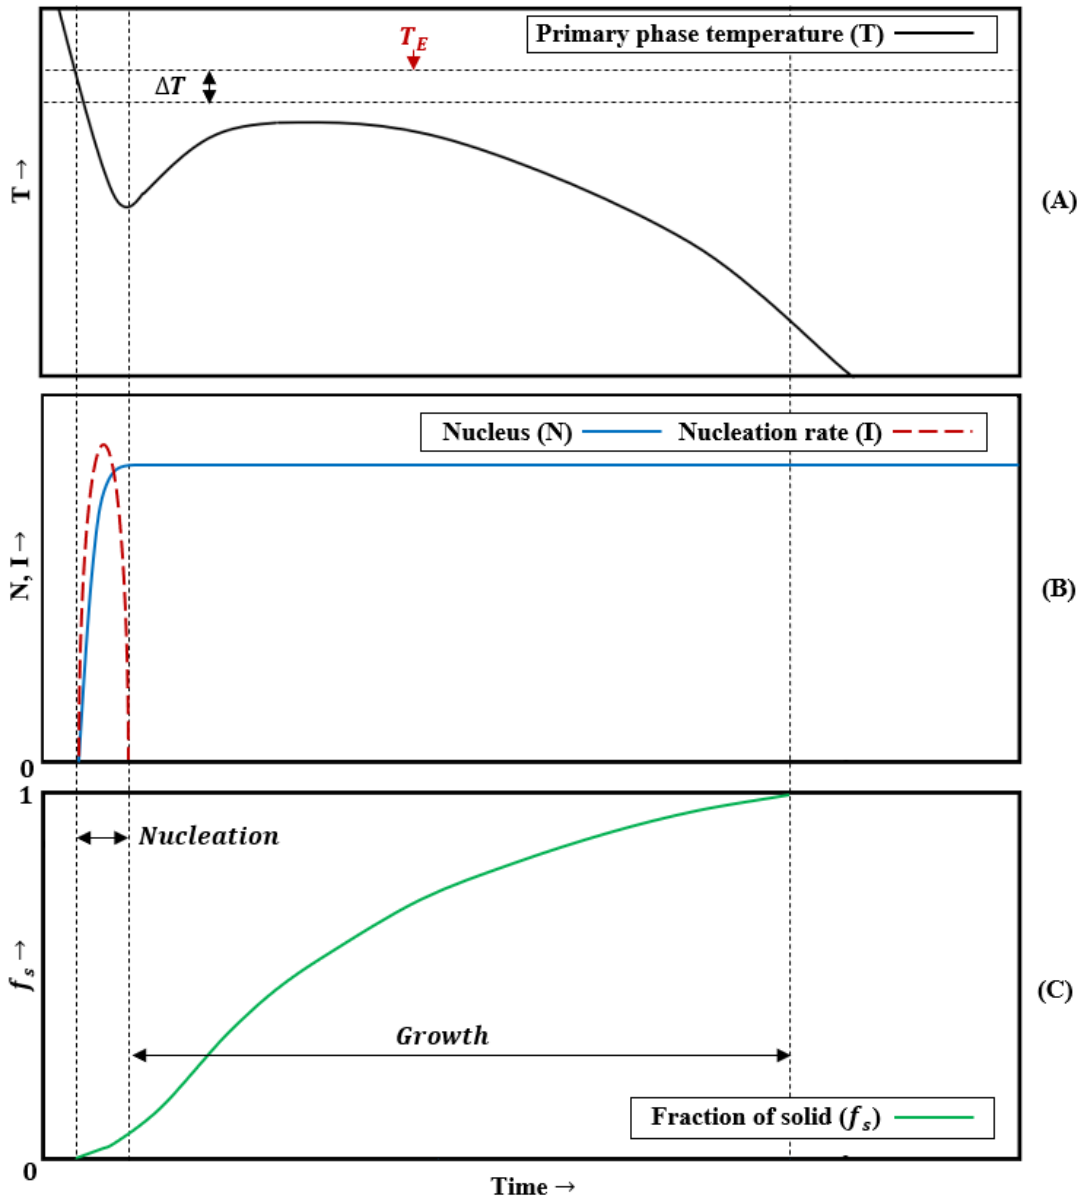 Primary phase temperature (T)
T_E
ΔT
T →
(A)
Nucleus (N) Nucleation rate (I)
N, I →
(B)
0
1
Nucleation
f_s →
(C)
Growth
Fraction of solid (f_s)
0
Time →